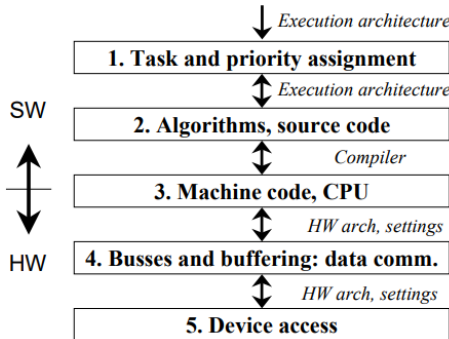 Execution architecture
1. Task and priority assignment
Execution architecture
SW
2. Algorithms, source code
Compiler
3. Machine code, CPU
HW arch, settings
HW
4. Busses and buffering: data comm.
HW arch, settings
5. Device access